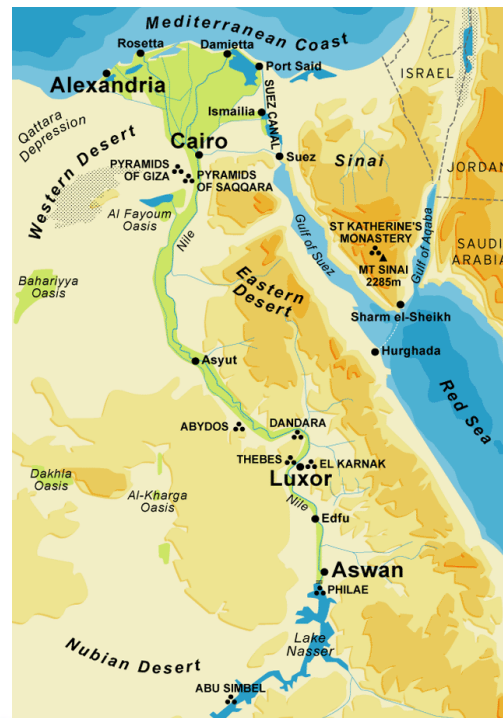 Mediterranean Coast
Rosetta
Damietta
Alexandria
Port Said
ISRAEL
SUEZ CANAL
Qattara
Depression
Ismailia
Cairo
Western Desert
Suez
Sinai
JORDAN
PYRAMIDS
OF GIZA
PYRAMIDS
OF SAQQARA
Al Fayoum
Oasis
Nile
Gulf of Suez
ST KATHERINE'S
MONASTERY
Gulf of Aqaba
SAUDI
ARABIA
MT SINAI
2285m
Bahariyya
Oasis
Eastern
Desert
Sharm el-Sheikh
Hurghada
Asyut
Red Sea
ABYDOS
DANDARA
THEBES
EL KARNAK
Luxor
Dakhla
Oasis
Al-Kharga
Oasis
Nile
Edfu
Aswan
PHILAE
Lake
Nasser
Nubian Desert
ABU SIMBEL